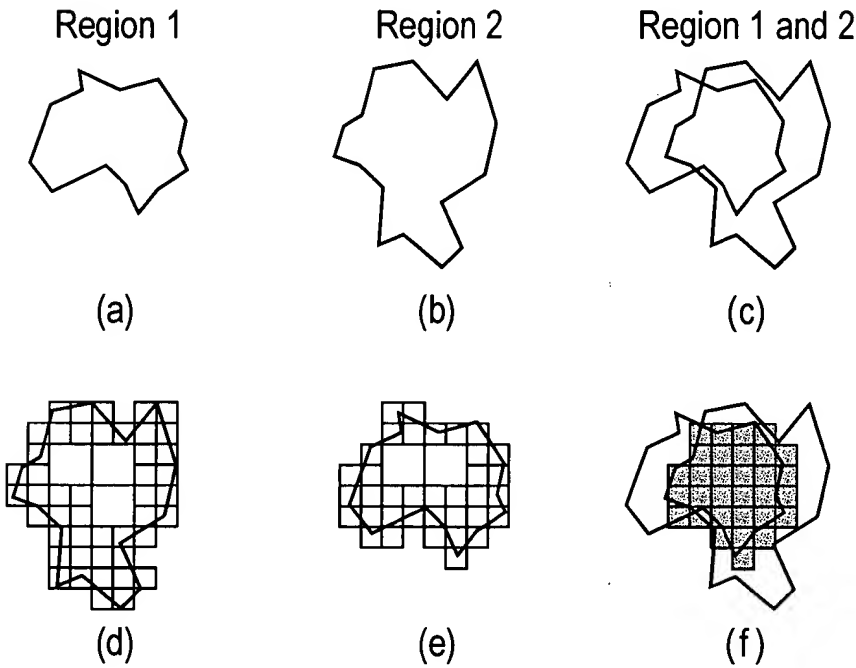 Region 1
Region 2
Region 1 and 2
(a)
(b)
(c)
(d)
(e)
(f)